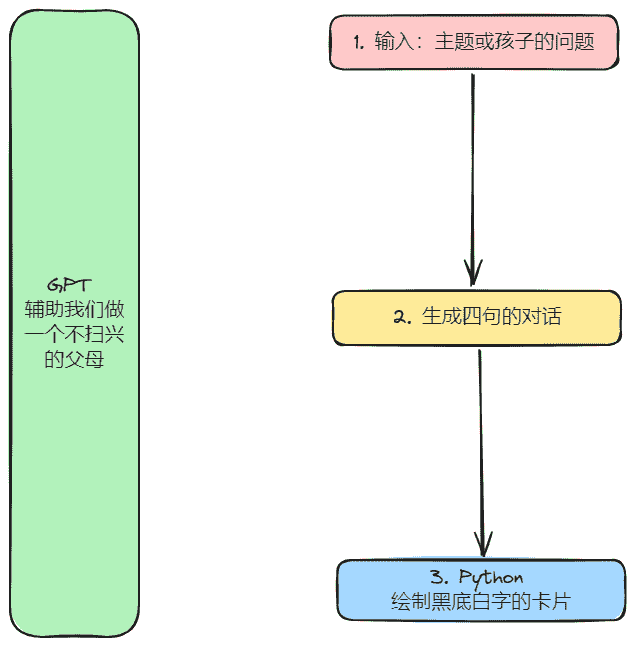 GPT
辅助我们做
一个不扫兴
的父母
1. 输入：主题或孩子的问题
2. 生成四句的对话
3. Python
绘制黑底白字的卡片